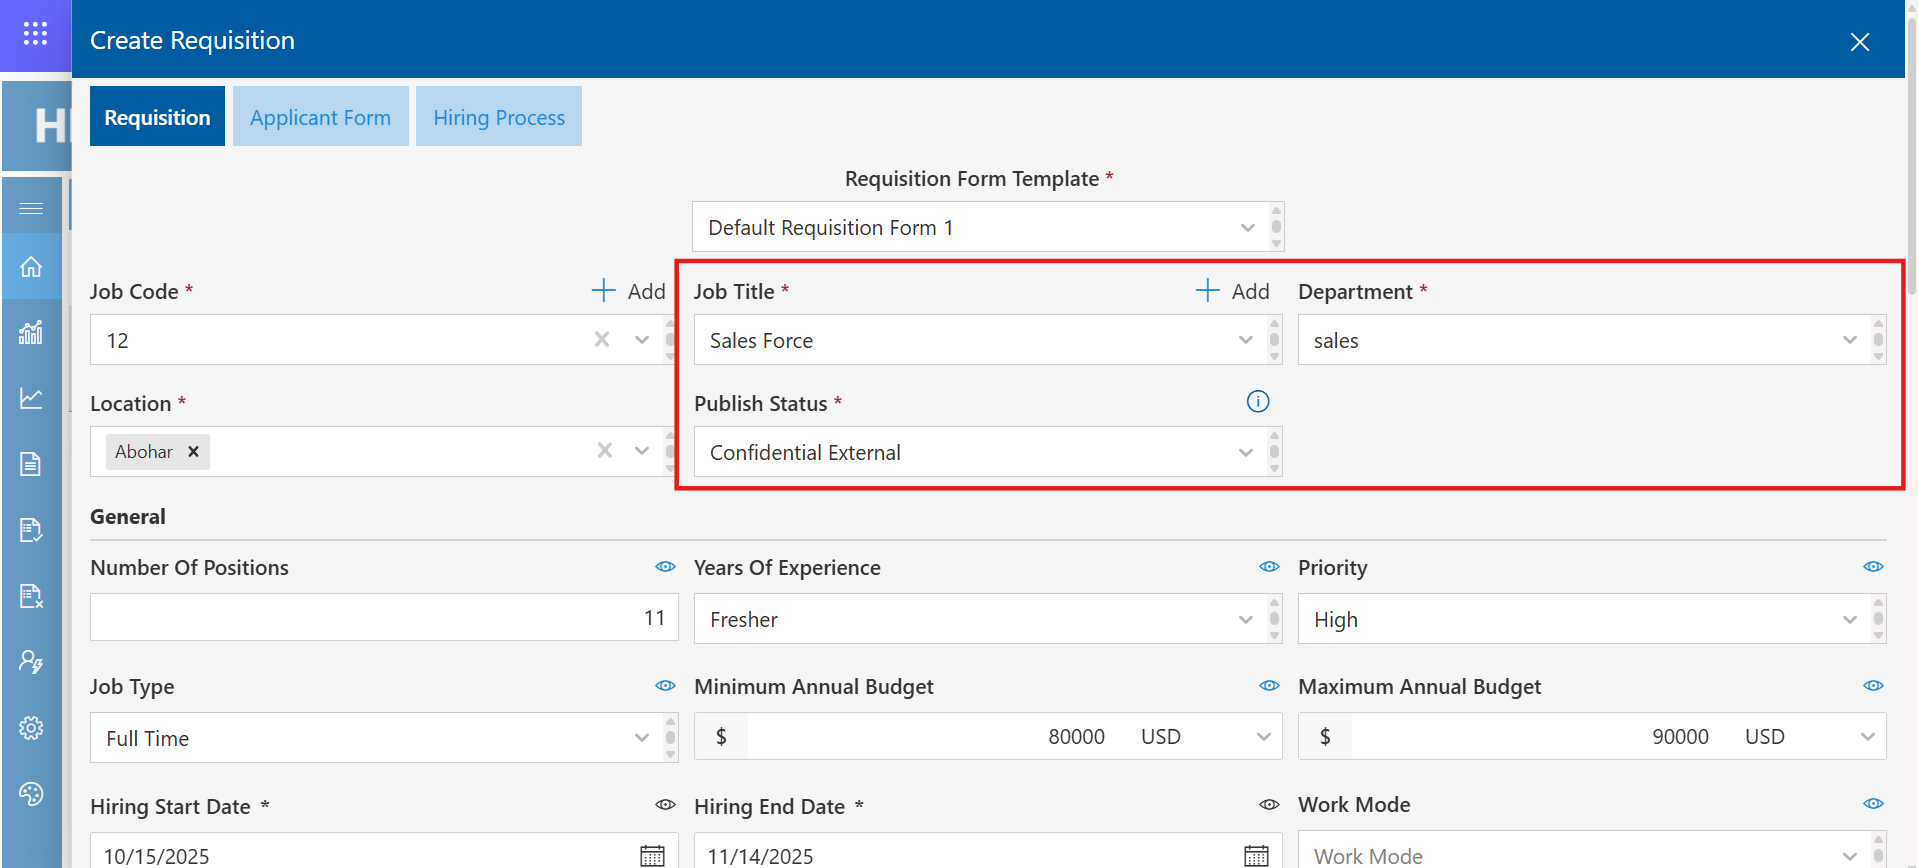 Create Requisition
Requisition Applicant Form Hiring Process
Requisition Form Template *
Default Requisition Form 1
Job Code * Add Job Title * Add Department *
12 Sales Force sales
Location * Publish Status *
Abohar Confidential External
General
Number Of Positions Years Of Experience Priority
11 Fresher High
Job Type Minimum Annual Budget Maximum Annual Budget
Full Time $ 80000 USD $ 90000 USD
Hiring Start Date * Hiring End Date * Work Mode
10/15/2025 11/14/2025 Work Mode